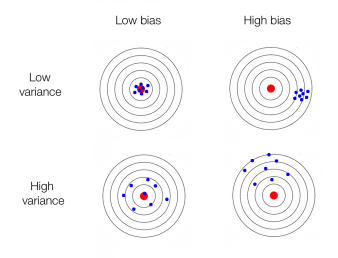 Low bias
High bias
Low
variance
High
variance